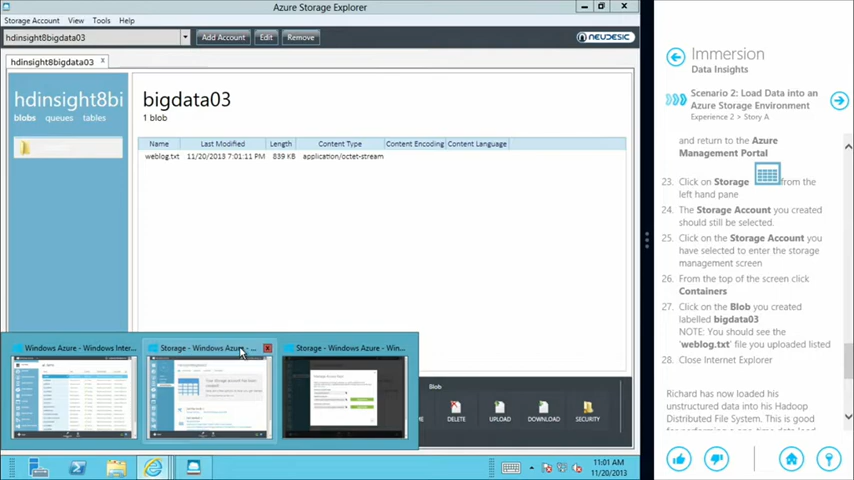 Azure Storage Explorer
Storage Account View Tools Help
hdinsight8bigdata03
Add Account
Edit
Remove
NEUDESIC
hdinsight8bigdata03 x
hdinsight8bi
blobs queues tables
bigdata03
1 blob
Name Last Modified Length Content Type Content Encoding Content Language
weblog.txt 11/20/2013 7:01:11 PM 839 KB application/octet-stream
Windows Azure - Windows Inter...
Storage - Windows Azure - ...
Storage - Windows Azure - Win...
Blob
DELETE
UPLOAD
DOWNLOAD
SECURITY
11:01 AM
11/20/2013
Immersion
Data Insights
Scenario 2: Load Data into an
Azure Storage Environment
Experience 2 > Story A
and return to the Azure
Management Portal
23. Click on Storage from the
left hand pane
24. The Storage Account you created
should still be selected.
25. Click on the Storage Account you
have selected to enter the storage
management screen
26. From the top of the screen click
Containers
27. Click on the Blob you created
labelled bigdata03
NOTE: You should see the
'weblog.txt' file you uploaded listed
28. Close Internet Explorer
Richard has now loaded his
unstructured data into his Hadoop
Distributed File System. This is good